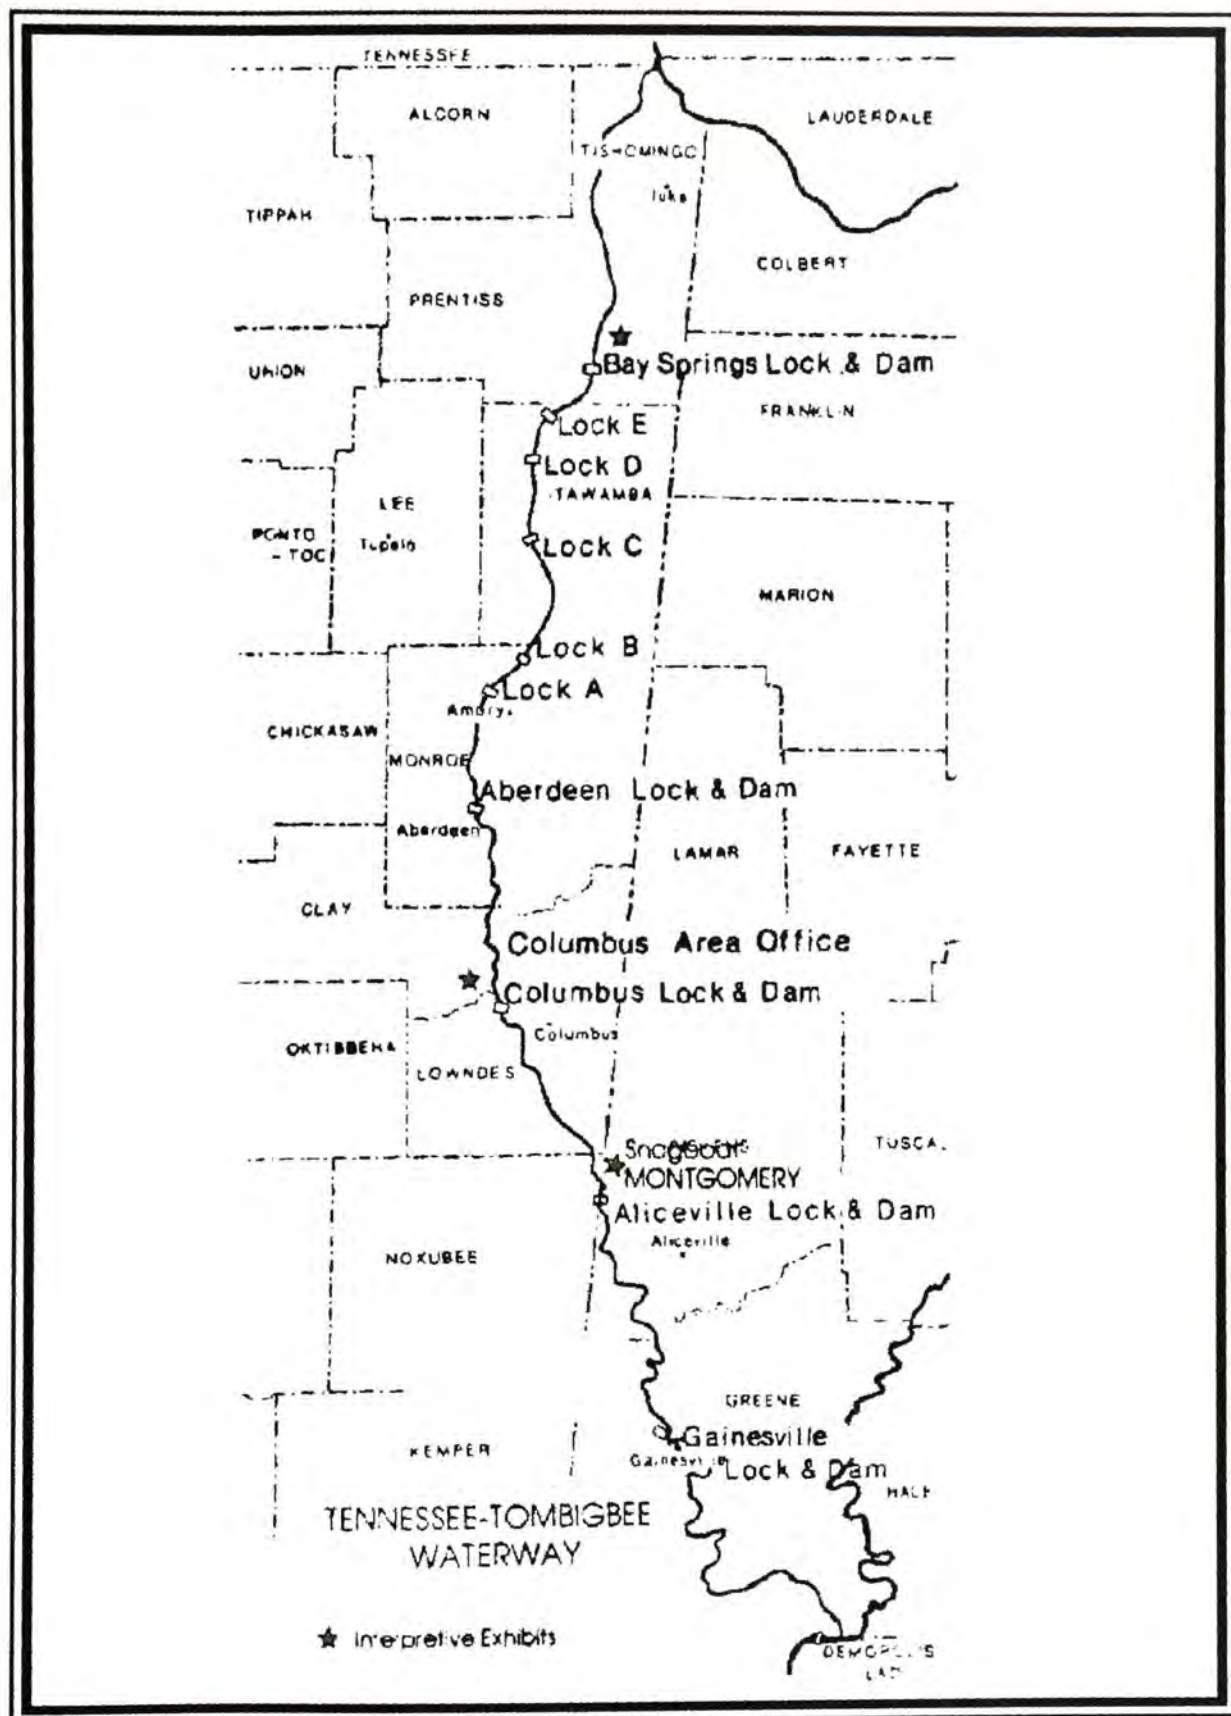 TENNESSEE
ALCORN
LAUDERDALE
TISHOMINGO
Iuka
TIPPAH
COLBERT
PRENTISS
Bay Springs Lock & Dam
UNION
FRANKLIN
Lock E
Lock D
TAWAMBA
LEE
PONTO
- TOC
Tupelo
Lock C
MARION
Lock B
Lock A
Amory
CHICKASAW
MONROE
Aberdeen Lock & Dam
Aberdeen
LAMAR
FAYETTE
CLAY
Columbus Area Office
Columbus Lock & Dam
Columbus
OKTIBBEHA
LOWNDES
TUSCAL
Snagboat
MONTGOMERY
Aliceville Lock & Dam
Aliceville
NOXUBEE
GREENE
Gainesville
Lock & Dam
Gainesville
KEMPER
HALE
TENNESSEE-TOMBIGBEE
WATERWAY
★ Interpretive Exhibits
DEMOPOLIS
L&D